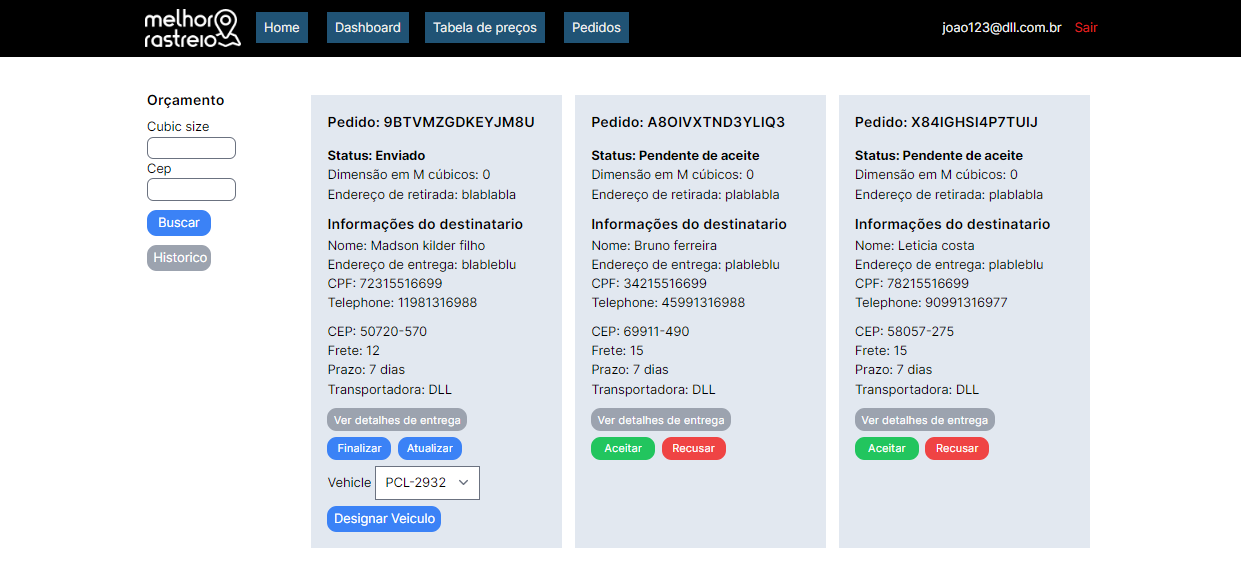 melhor
rastreio
Home
Dashboard
Tabela de preços
Pedidos
joao123@dll.com.br
Sair
Orçamento
Cubic size
Cep
Buscar
Historico
Pedido: 9BTVMZGDKEYJM8U
Status: Enviado
Dimensão em M cúbicos: 0
Endereço de retirada: blablabla
Informações do destinatario
Nome: Madson kilder filho
Endereço de entrega: blableblu
CPF: 72315516699
Telephone: 11981316988
CEP: 50720-570
Frete: 12
Prazo: 7 dias
Transportadora: DLL
Ver detalhes de entrega
Finalizar
Atualizar
Vehicle
PCL-2932
Designar Veiculo
Pedido: A8OIVXTND3YLIQ3
Status: Pendente de aceite
Dimensão em M cúbicos: 0
Endereço de retirada: plablabla
Informações do destinatario
Nome: Bruno ferreira
Endereço de entrega: plableblu
CPF: 34215516699
Telephone: 45991316988
CEP: 69911-490
Frete: 15
Prazo: 7 dias
Transportadora: DLL
Ver detalhes de entrega
Aceitar
Recusar
Pedido: X84IGHSI4P7TUIJ
Status: Pendente de aceite
Dimensão em M cúbicos: 0
Endereço de retirada: plablabla
Informações do destinatario
Nome: Leticia costa
Endereço de entrega: plableblu
CPF: 78215516699
Telephone: 90991316977
CEP: 58057-275
Frete: 15
Prazo: 7 dias
Transportadora: DLL
Ver detalhes de entrega
Aceitar
Recusar